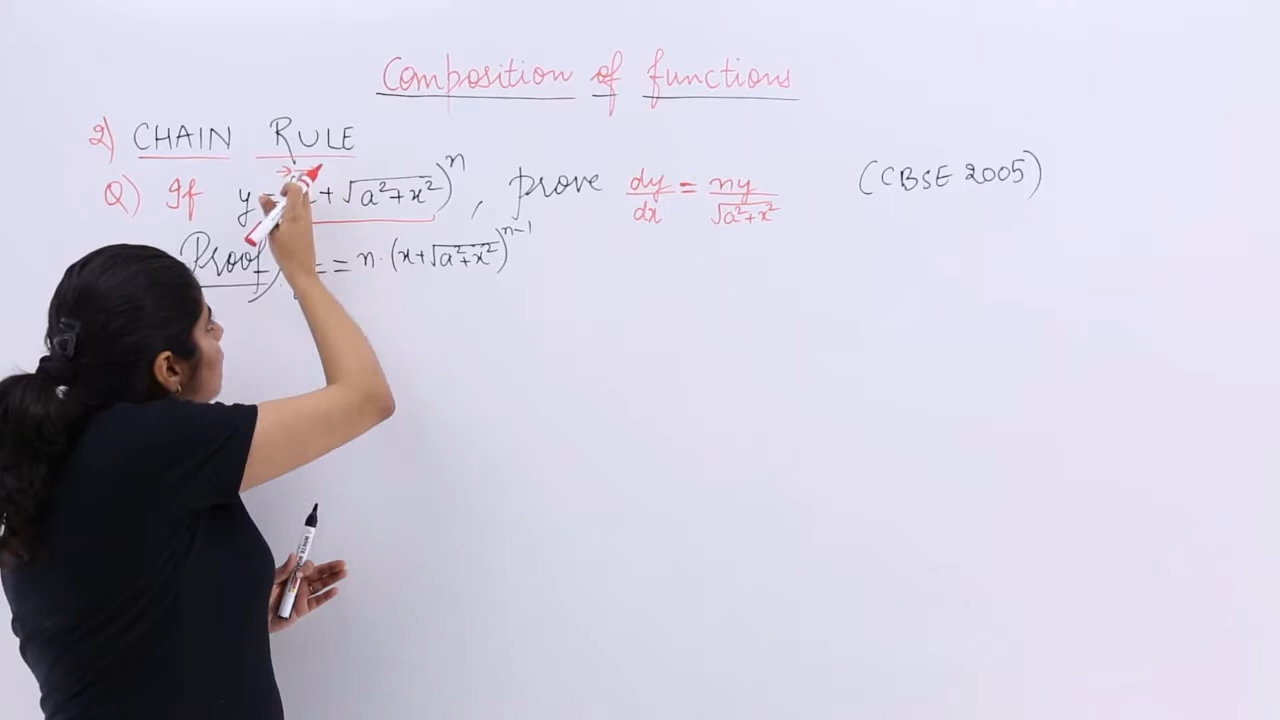 Composition of functions
2) CHAIN RULE
Q) If y = (x + √(a²+x²))ⁿ, prove dy/dx = ny/√(a²+x²) (CBSE 2005)
Proof = n·(x+√(a²+x²))ⁿ⁻¹